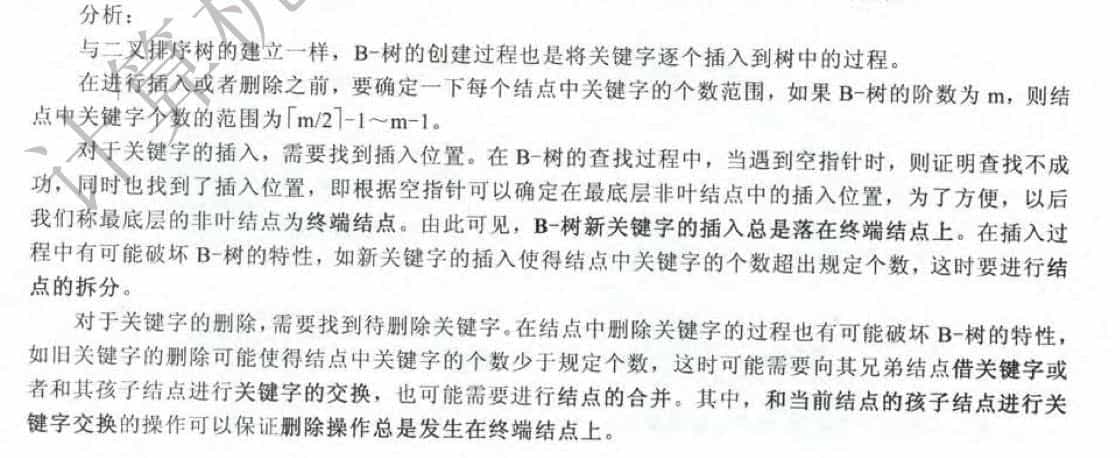 分析：
与二叉排序树的建立一样，B-树的创建过程也是将关键字逐个插入到树中的过程。
在进行插入或者删除之前，要确定一下每个结点中关键字的个数范围，如果 B-树的阶数为 m，则结
点中关键字个数的范围为⌈m/2⌉-1～m-1。
对于关键字的插入，需要找到插入位置。在 B-树的查找过程中，当遇到空指针时，则证明查找不成
功，同时也找到了插入位置，即根据空指针可以确定在最底层非叶结点中的插入位置，为了方便，以后
我们称最底层的非叶结点为终端结点。由此可见，B-树新关键字的插入总是落在终端结点上。在插入过
程中有可能破坏 B-树的特性，如新关键字的插入使得结点中关键字的个数超出规定个数，这时要进行结
点的拆分。
对于关键字的删除，需要找到待删除关键字。在结点中删除关键字的过程也有可能破坏 B-树的特性，
如旧关键字的删除可能使得结点中关键字的个数少于规定个数，这时可能需要向其兄弟结点借关键字或
者和其孩子结点进行关键字的交换，也可能需要进行结点的合并。其中，和当前结点的孩子结点进行关
键字交换的操作可以保证删除操作总是发生在终端结点上。
计算机